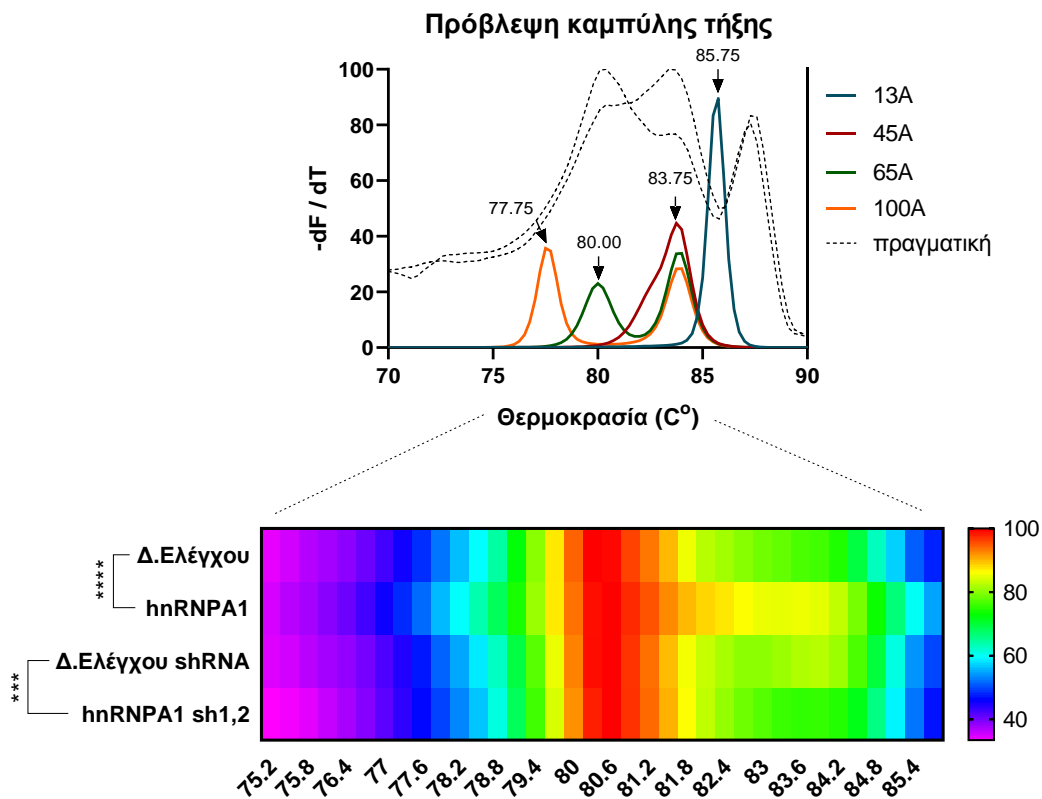 Πρόβλεψη καμπύλης τήξης
85.75
100
80
60
40
20
0
-dF / dT
77.75
80.00
83.75
70 75 80 85 90
Θερμοκρασία (Cᵒ)
13A
45A
65A
100A
πραγματική
Δ.Ελέγχου
hnRNPA1
Δ.Ελέγχου shRNA
hnRNPA1 sh1,2
****
***
100
80
60
40
75.2 75.8 76.4 77 77.6 78.2 78.8 79.4 80 80.6 81.2 81.8 82.4 83 83.6 84.2 84.8 85.4